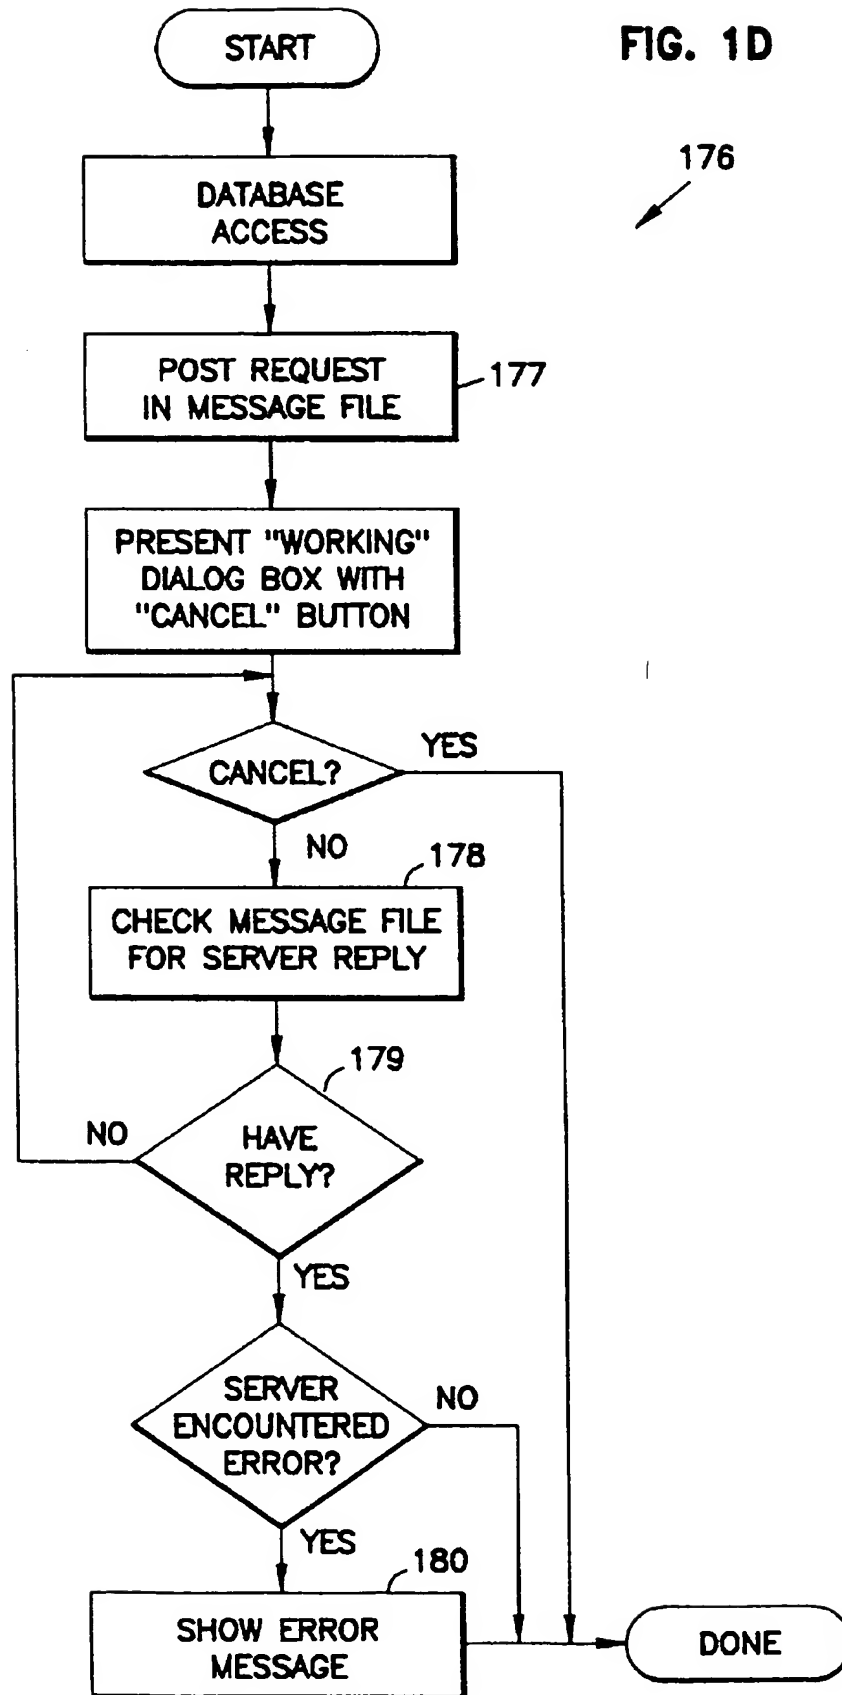 START
FIG. 1D
176
DATABASE
ACCESS
POST REQUEST
IN MESSAGE FILE
177
PRESENT "WORKING"
DIALOG BOX WITH
"CANCEL" BUTTON
CANCEL?
YES
NO
178
CHECK MESSAGE FILE
FOR SERVER REPLY
179
HAVE
REPLY?
NO
YES
SERVER
ENCOUNTERED
ERROR?
NO
YES
180
SHOW ERROR
MESSAGE
DONE